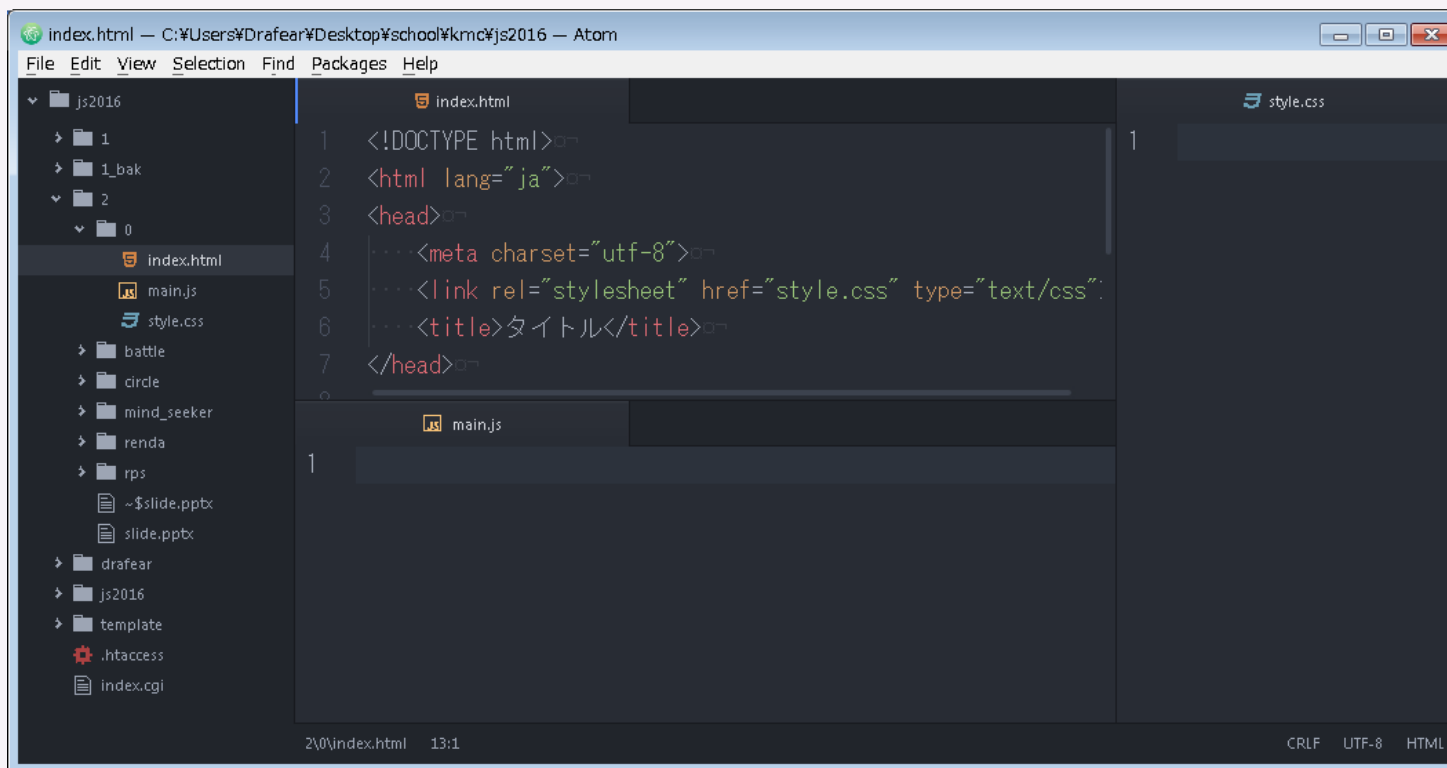 index.html — C:¥Users¥Drafear¥Desktop¥school¥kmc¥js2016 — Atom
File Edit View Selection Find Packages Help
js2016
1
1_bak
2
0
index.html
main.js
style.css
battle
circle
mind_seeker
renda
rps
~$slide.pptx
slide.pptx
drafear
js2016
template
.htaccess
index.cgi
index.html
1 <!DOCTYPE html>
2 <html lang="ja">
3 <head>
4 <meta charset="utf-8">
5 <link rel="stylesheet" href="style.css" type="text/css"
6 <title>タイトル</title>
7 </head>
main.js
1
style.css
1
2\0\index.html 13:1
CRLF UTF-8 HTML